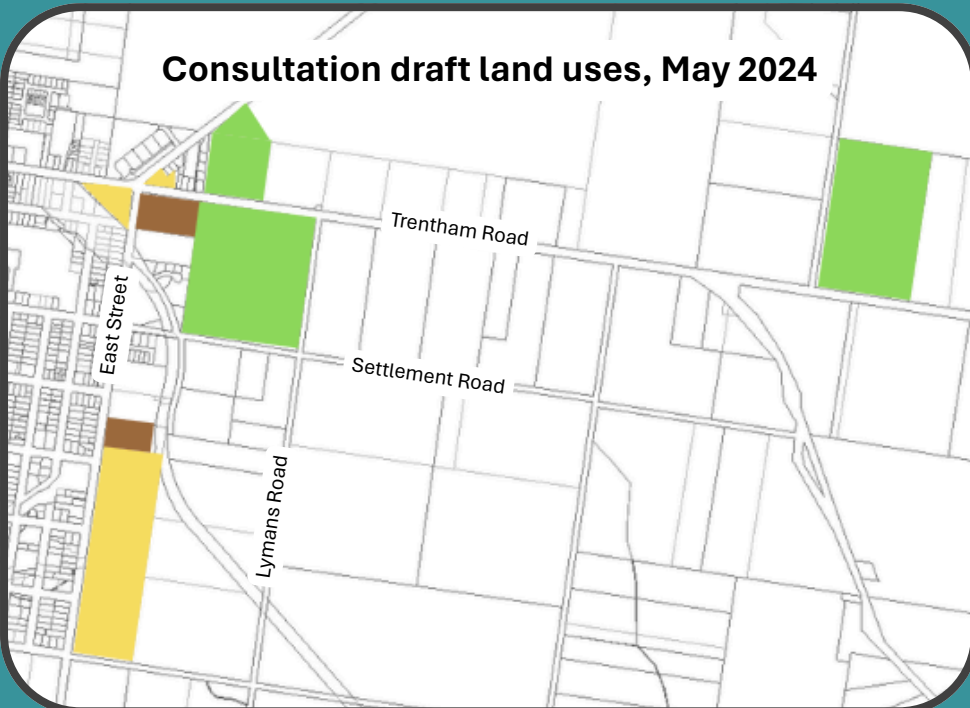 Consultation draft land uses, May 2024
Trentham Road
East Street
Settlement Road
Lymans Road